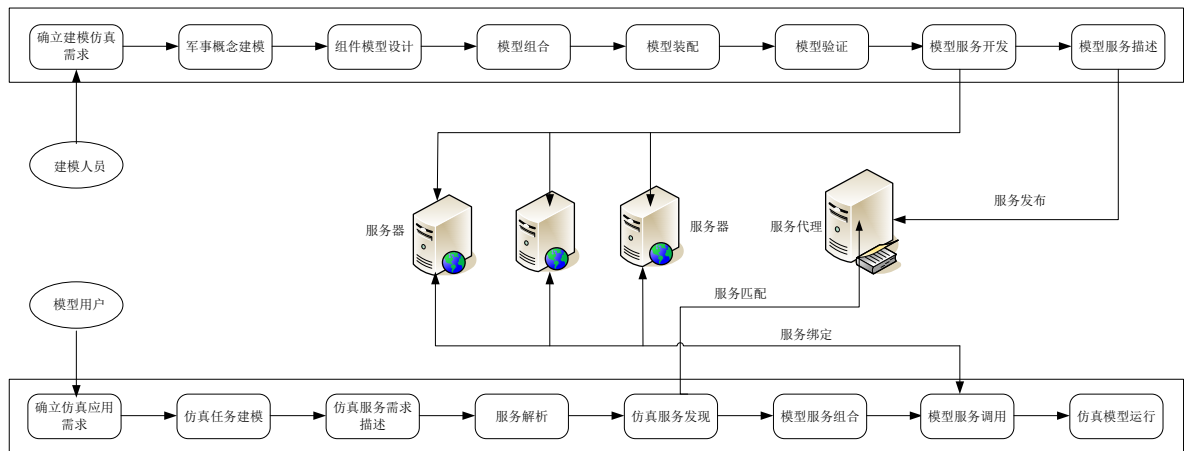 确立建模仿真
需求
军事概念建模
组件模型设计
模型组合
模型装配
模型验证
模型服务开发
模型服务描述
建模人员
服务器
服务器
服务代理
服务发布
模型用户
服务匹配
服务绑定
确立仿真应用
需求
仿真任务建模
仿真服务需求
描述
服务解析
仿真服务发现
模型服务组合
模型服务调用
仿真模型运行